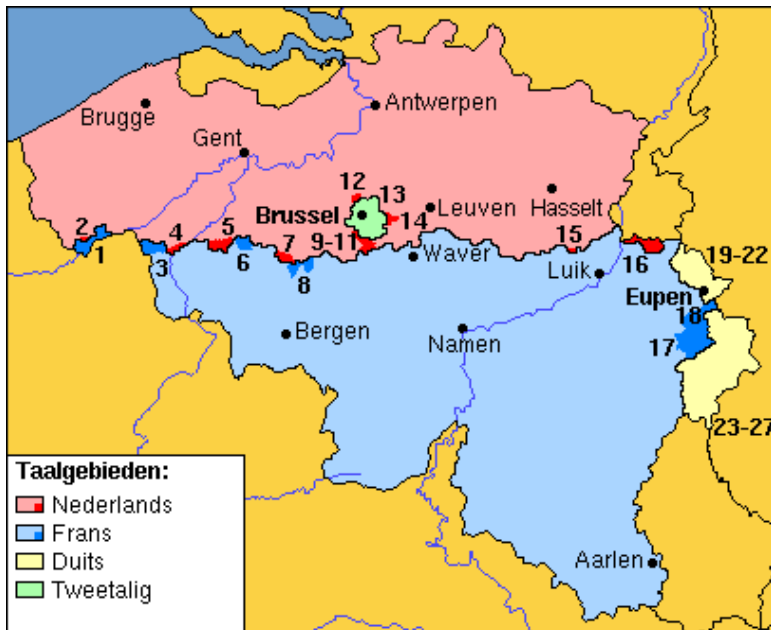 Brugge
Antwerpen
Gent
12
13
Brussel
Leuven
Hasselt
14
2
1
3
4
5
6
7
8
9-11
Waver
15
16
Luik
19-22
Eupen
18
17
Bergen
Namen
23-27
Aarlen
Taalgebieden:
Nederlands
Frans
Duits
Tweetalig